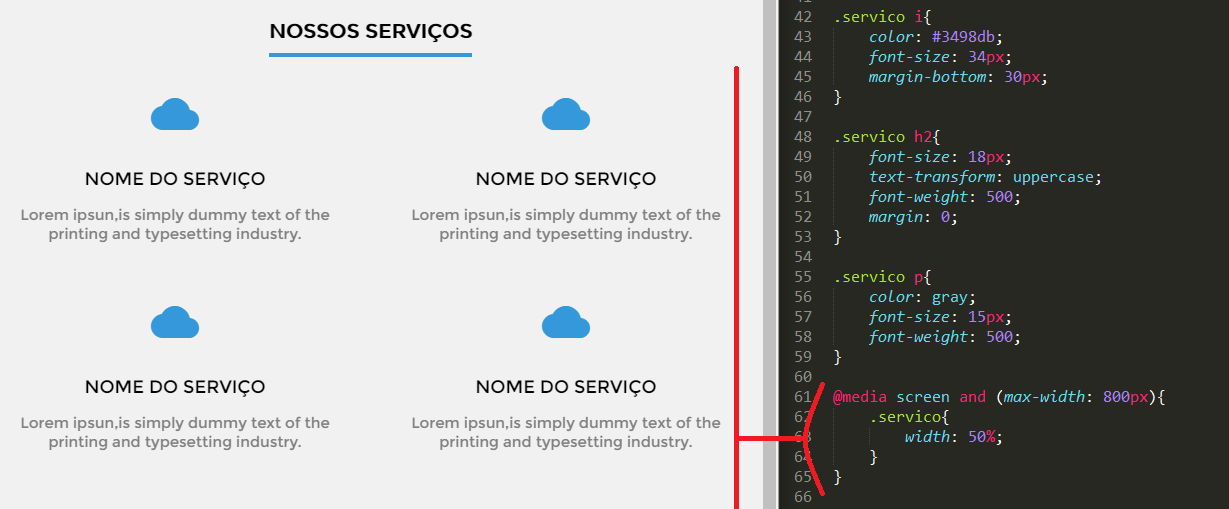 NOSSOS SERVIÇOS
NOME DO SERVIÇO
Lorem ipsun,is simply dummy text of the
printing and typesetting industry.
NOME DO SERVIÇO
Lorem ipsun,is simply dummy text of the
printing and typesetting industry.
NOME DO SERVIÇO
Lorem ipsun,is simply dummy text of the
printing and typesetting industry.
NOME DO SERVIÇO
Lorem ipsun,is simply dummy text of the
printing and typesetting industry.
42 .servico i{
43 color: #3498db;
44 font-size: 34px;
45 margin-bottom: 30px;
46 }
47
48 .servico h2{
49 font-size: 18px;
50 text-transform: uppercase;
51 font-weight: 500;
52 margin: 0;
53 }
54
55 .servico p{
56 color: gray;
57 font-size: 15px;
58 font-weight: 500;
59 }
60
61 @media screen and (max-width: 800px){
62 .servico{
63 width: 50%;
64 }
65 }
66